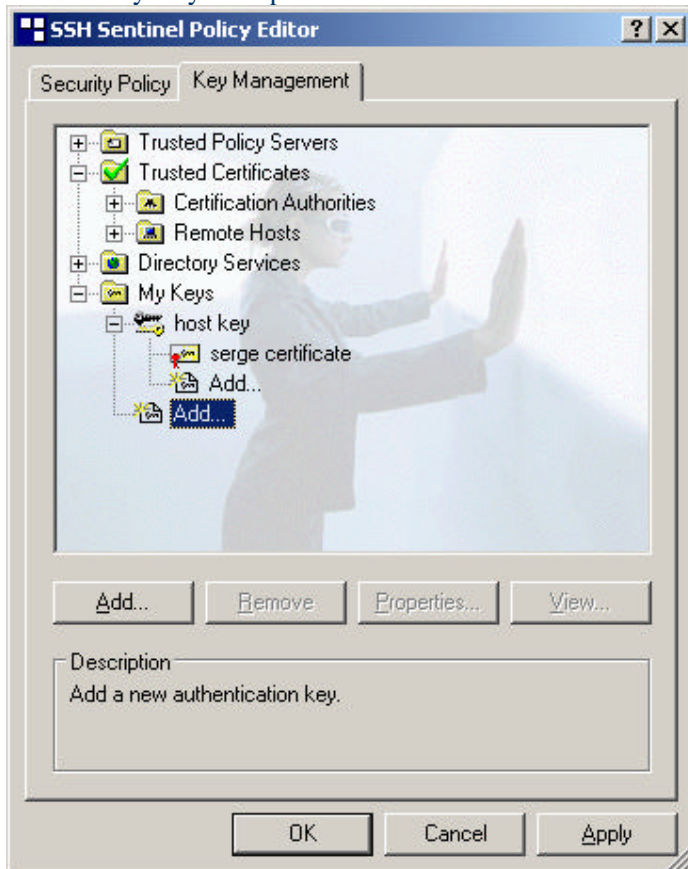 SSH Sentinel Policy Editor
Security Policy
Key Management
Trusted Policy Servers
Trusted Certificates
Certification Authorities
Remote Hosts
Directory Services
My Keys
host key
serge certificate
Add...
Add...
Add...
Remove
Properties...
View...
Description
Add a new authentication key.
OK
Cancel
Apply